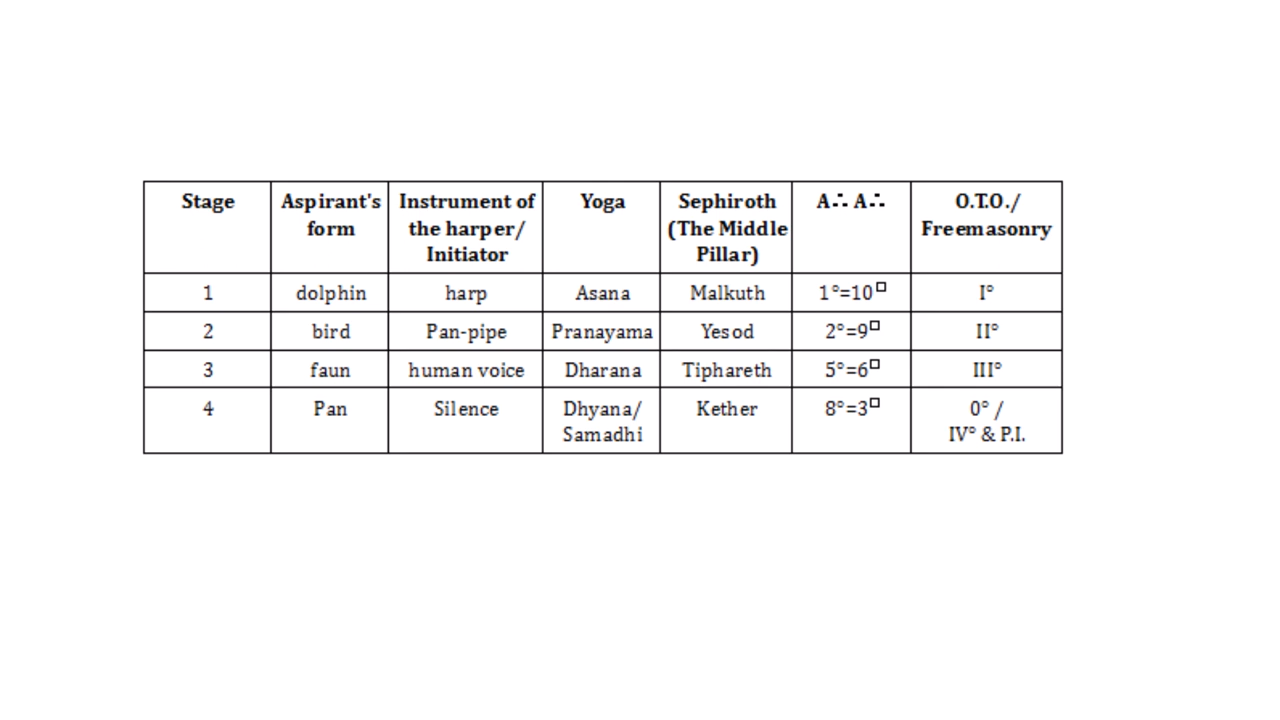 Stage Aspirant's Instrument of Yoga Sephiroth A∴ A∴ O.T.O./
form the harper/ (The Middle Freemasonry
Initiator Pillar)
1 dolphin harp Asana Malkuth 1°=10□ I°
2 bird Pan-pipe Pranayama Yesod 2°=9□ II°
3 faun human voice Dharana Tiphareth 5°=6□ III°
4 Pan Silence Dhyana/ Kether 8°=3□ 0° /
Samadhi IV° & P.I.